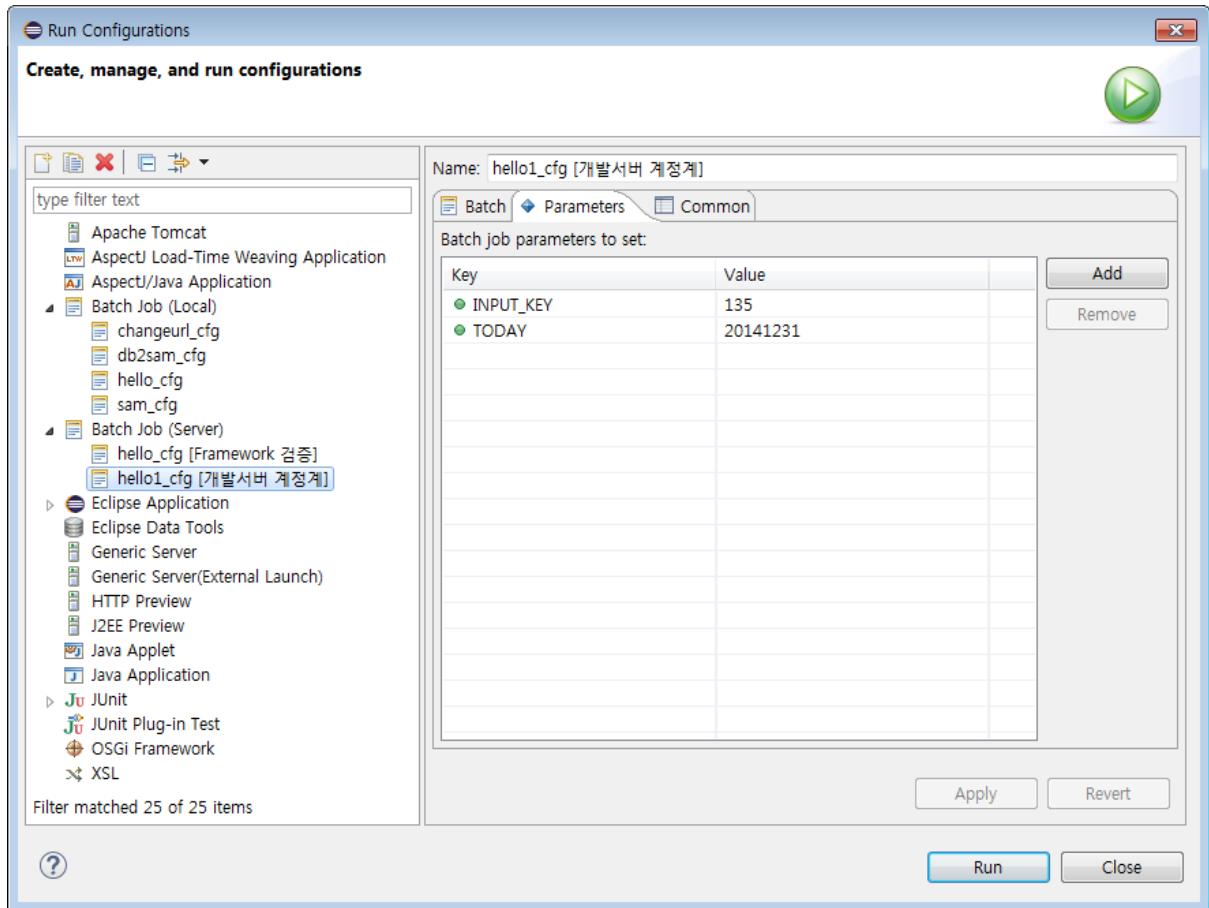 Run Configurations
Create, manage, and run configurations
type filter text
Apache Tomcat
LTW AspectJ Load-Time Weaving Application
AJ AspectJ/Java Application
Batch Job (Local)
changeurl_cfg
db2sam_cfg
hello_cfg
sam_cfg
Batch Job (Server)
hello_cfg [Framework 검증]
hello1_cfg [개발서버 계정계]
Eclipse Application
Eclipse Data Tools
Generic Server
Generic Server(External Launch)
HTTP Preview
J2EE Preview
Java Applet
J Java Application
JU JUnit
JU JUnit Plug-in Test
OSGi Framework
XSL
Filter matched 25 of 25 items
Name: hello1_cfg [개발서버 계정계]
Batch Parameters Common
Batch job parameters to set:
Key Value
INPUT_KEY 135
TODAY 20141231
Add
Remove
Apply Revert
? Run Close